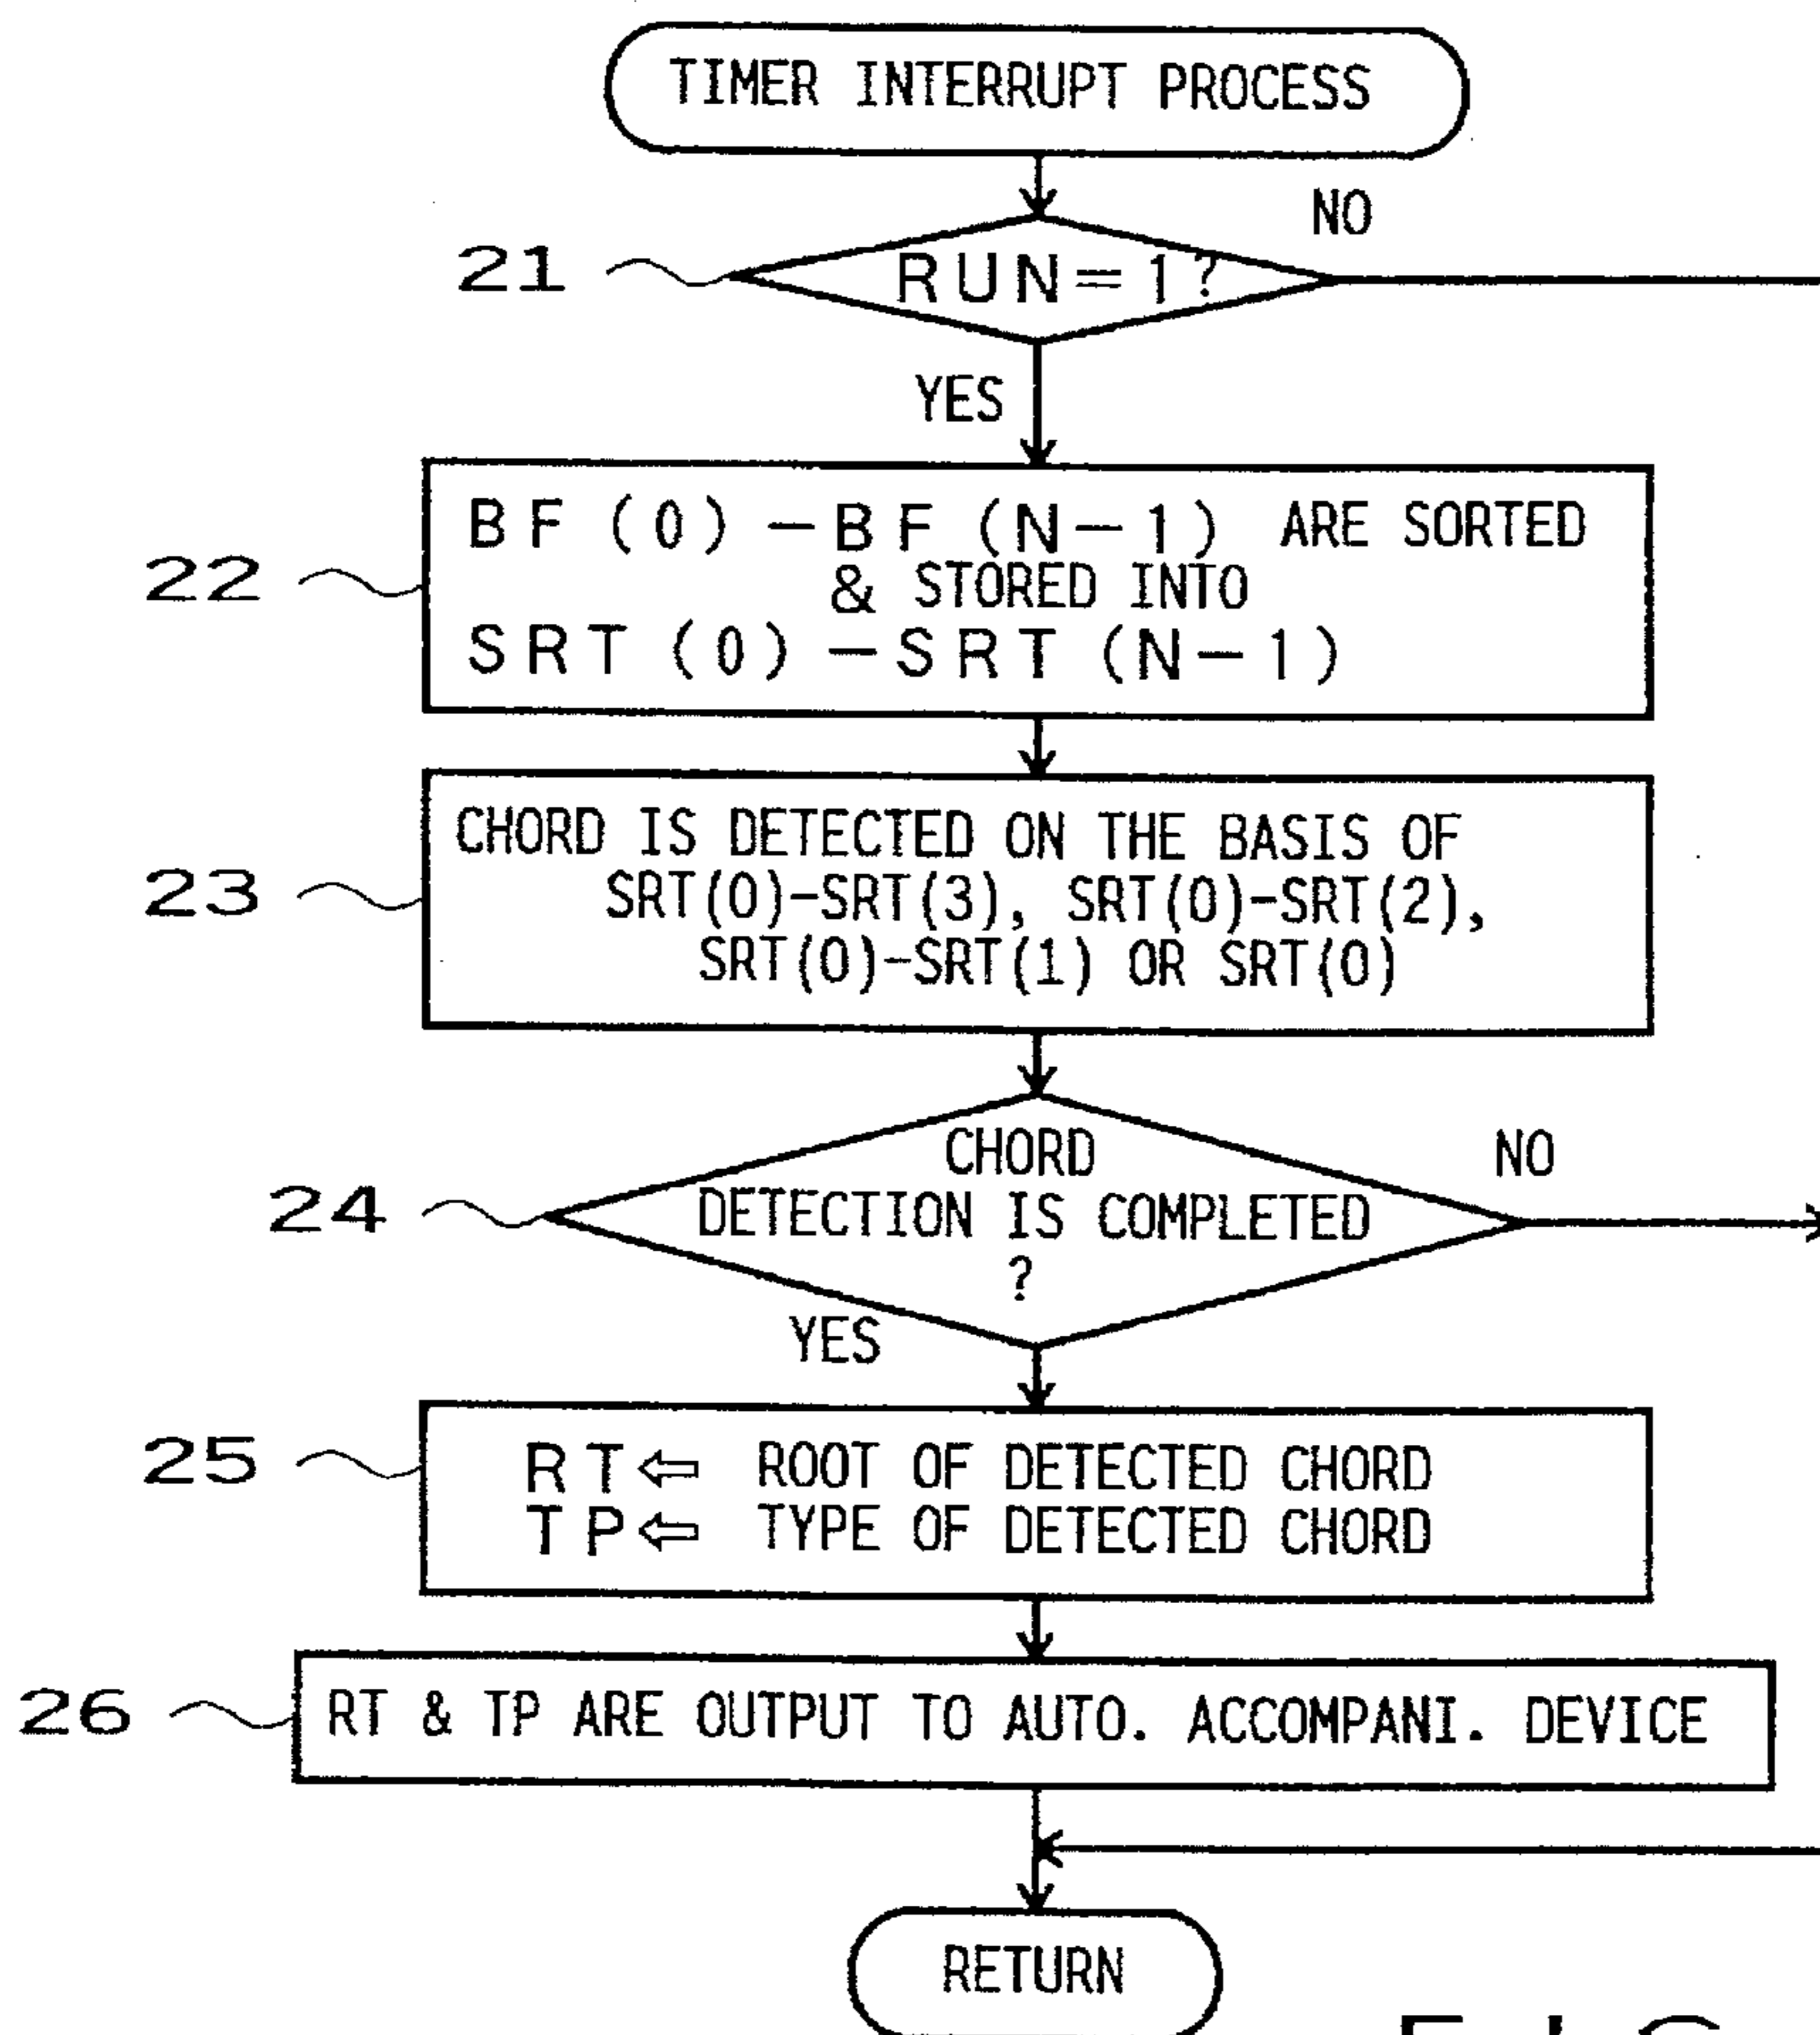 TIMER INTERRUPT PROCESS
NO
21
RUN=1?
YES
22
BF(0)-BF(N-1) ARE SORTED
& STORED INTO
SRT(0)-SRT(N-1)
23
CHORD IS DETECTED ON THE BASIS OF
SRT(0)-SRT(3), SRT(0)-SRT(2),
SRT(0)-SRT(1) OR SRT(0)
24
CHORD
DETECTION IS COMPLETED
?
NO
YES
25
RT⇦ ROOT OF DETECTED CHORD
TP⇦ TYPE OF DETECTED CHORD
26
RT & TP ARE OUTPUT TO AUTO. ACCOMPANI. DEVICE
RETURN